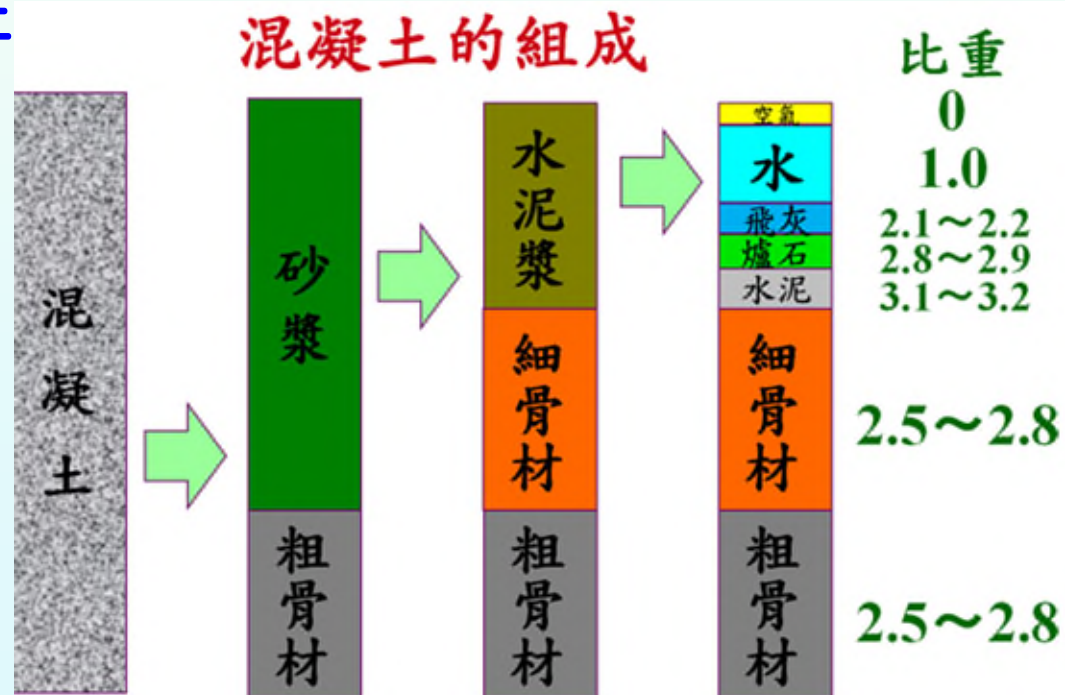 混凝土的組成
比重
混凝土
砂漿
粗骨材
水泥漿
細骨材
粗骨材
空氣
水
飛灰
爐石
水泥
細骨材
粗骨材
0
1.0
2.1～2.2
2.8～2.9
3.1～3.2
2.5～2.8
2.5～2.8